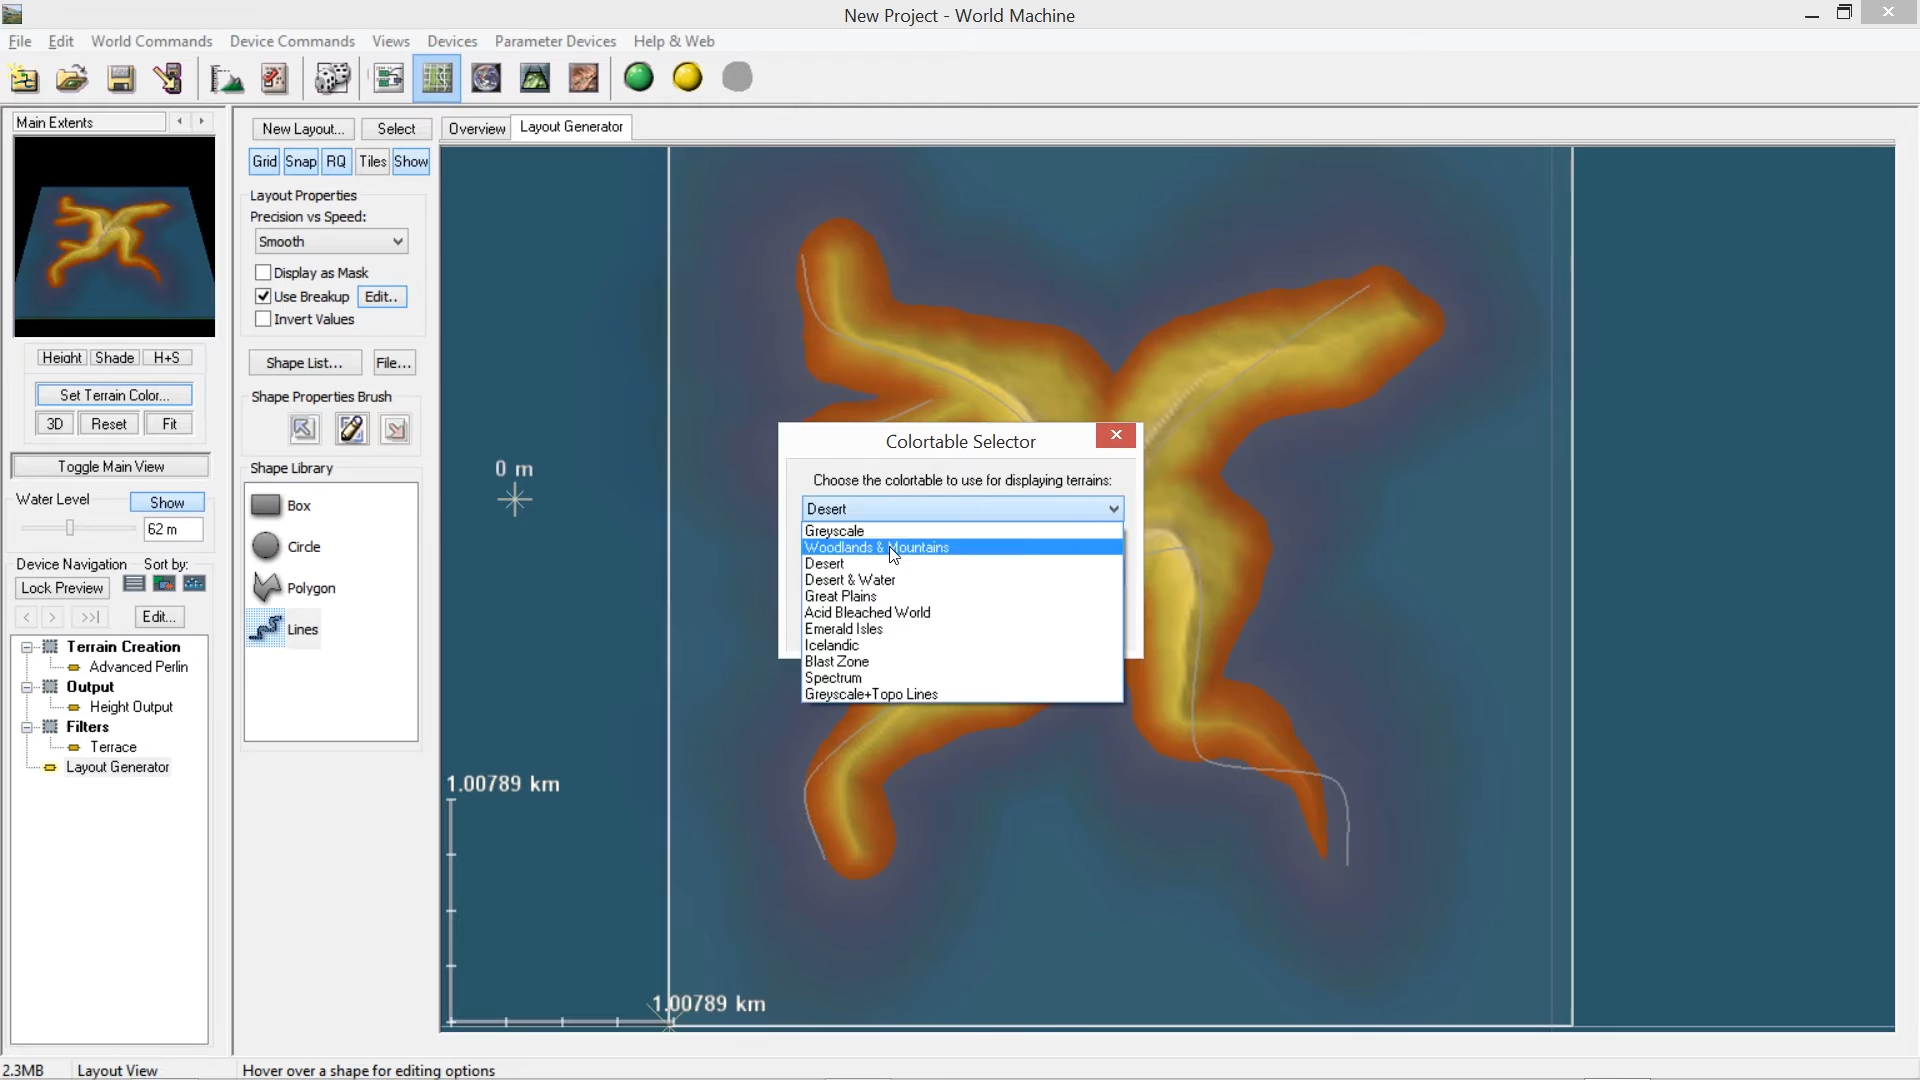 New Project - World Machine
File Edit World Commands Device Commands Views Devices Parameter Devices Help & Web
Main Extents
New Layout... Select
Overview Layout Generator
Grid Snap RQ Tiles Show
Layout Properties
Precision vs Speed:
Smooth
Display as Mask
Use Breakup Edit..
Invert Values
Height Shade H+S
Shape List... File...
Set Terrain Color...
Shape Properties Brush
3D Reset Fit
Toggle Main View
Shape Library
Water Level Show
62 m
Box
Circle
Polygon
Lines
Device Navigation Sort by:
Lock Preview
< > >>| Edit...
Terrain Creation
Advanced Perlin
Output
Height Output
Filters
Terrace
Layout Generator
0 m
1.00789 km
1.00789 km
Colortable Selector
Choose the colortable to use for displaying terrains:
Desert
Greyscale
Woodlands & Mountains
Desert
Desert & Water
Great Plains
Acid Bleached World
Emerald Isles
Icelandic
Blast Zone
Spectrum
Greyscale+Topo Lines
2.3MB Layout View Hover over a shape for editing options